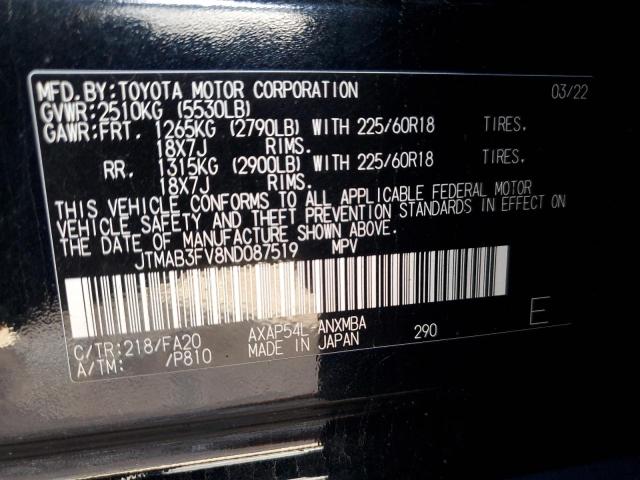 MFD.BY:TOYOTA MOTOR CORPORATION 03/22
GVWR:2510KG (5530LB)
GAWR:FRT. 1265KG (2790LB) WITH 225/60R18 TIRES.
18X7J RIMS.
RR. 1315KG (2900LB) WITH 225/60R18 TIRES.
18X7J RIMS.
THIS VEHICLE CONFORMS TO ALL APPLICABLE FEDERAL MOTOR
VEHICLE SAFETY AND THEFT PREVENTION STANDARDS IN EFFECT ON
THE DATE OF MANUFACTURE SHOWN ABOVE.
JTMAB3FV8ND087519 MPV
C/TR:218/FA20 AXAP54L-ANXMBA 290 E
A/TM: /P810 MADE IN JAPAN